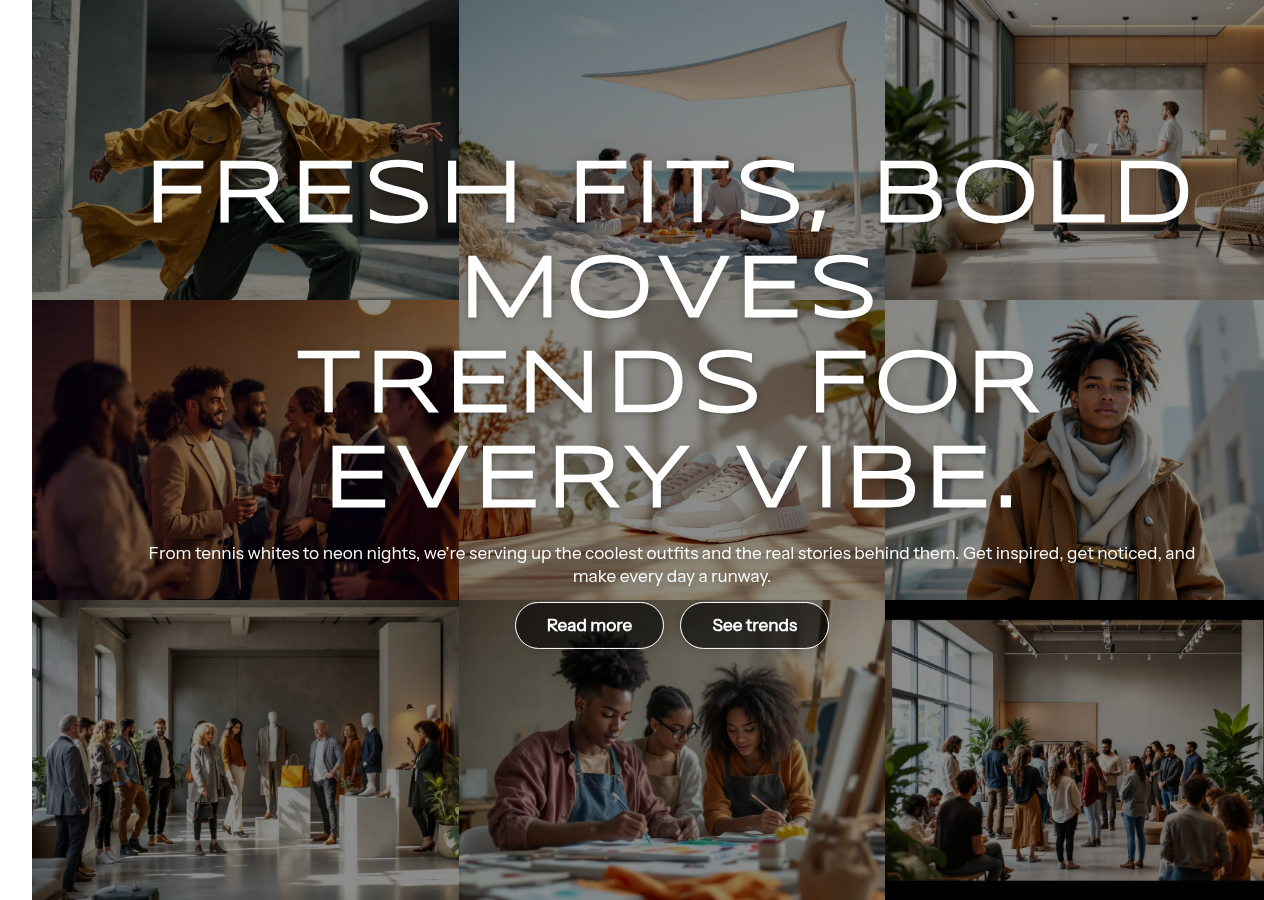 FRESH FITS, BOLD
MOVES
TRENDS FOR
EVERY VIBE.
From tennis whites to neon nights, we’re serving up the coolest outfits and the real stories behind them. Get inspired, get noticed, and
make every day a runway.
Read more
See trends